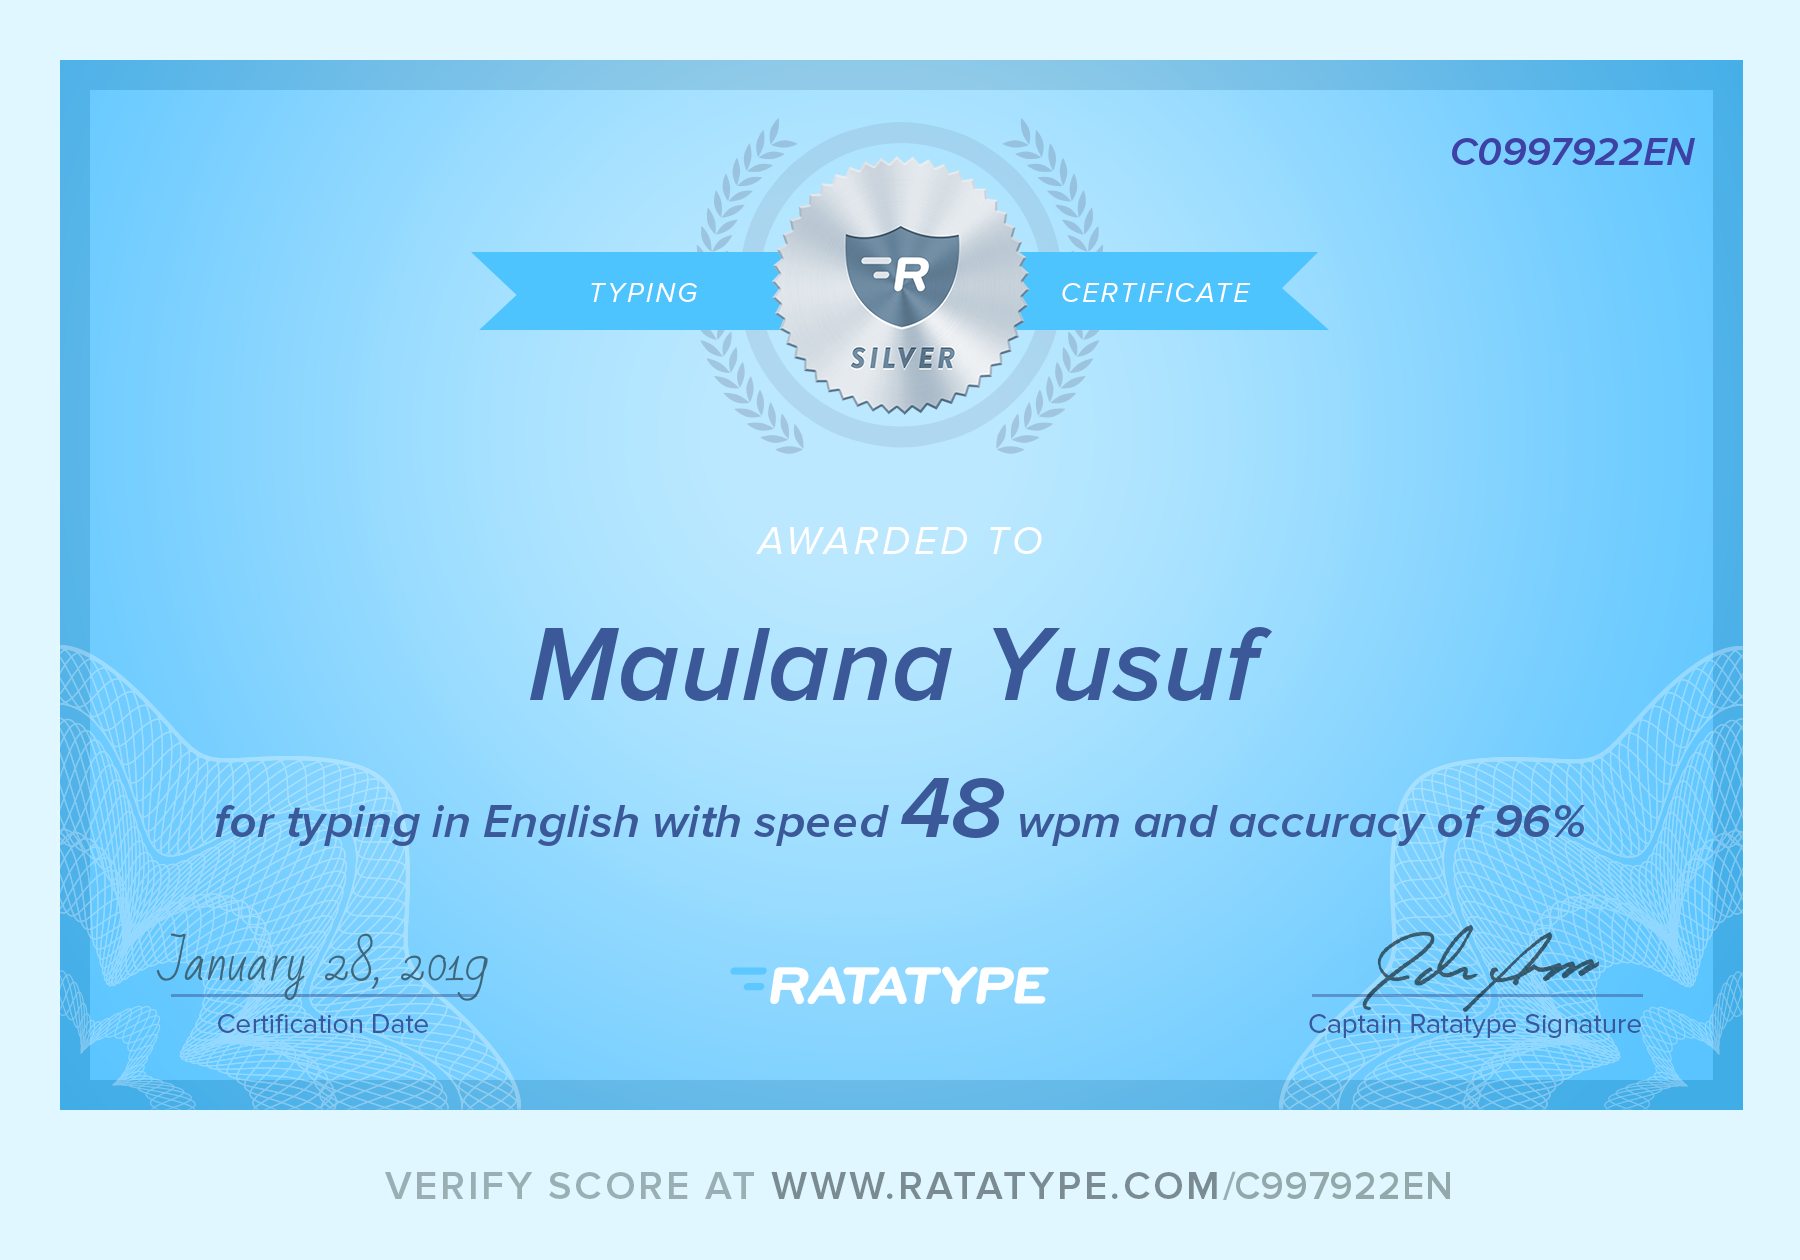 C0997922EN
TYPING CERTIFICATE
R
SILVER
AWARDED TO
Maulana Yusuf
for typing in English with speed 48 wpm and accuracy of 96%
January 28, 2019
Certification Date
RATATYPE
Captain Ratatype Signature
VERIFY SCORE AT WWW.RATATYPE.COM/C997922EN